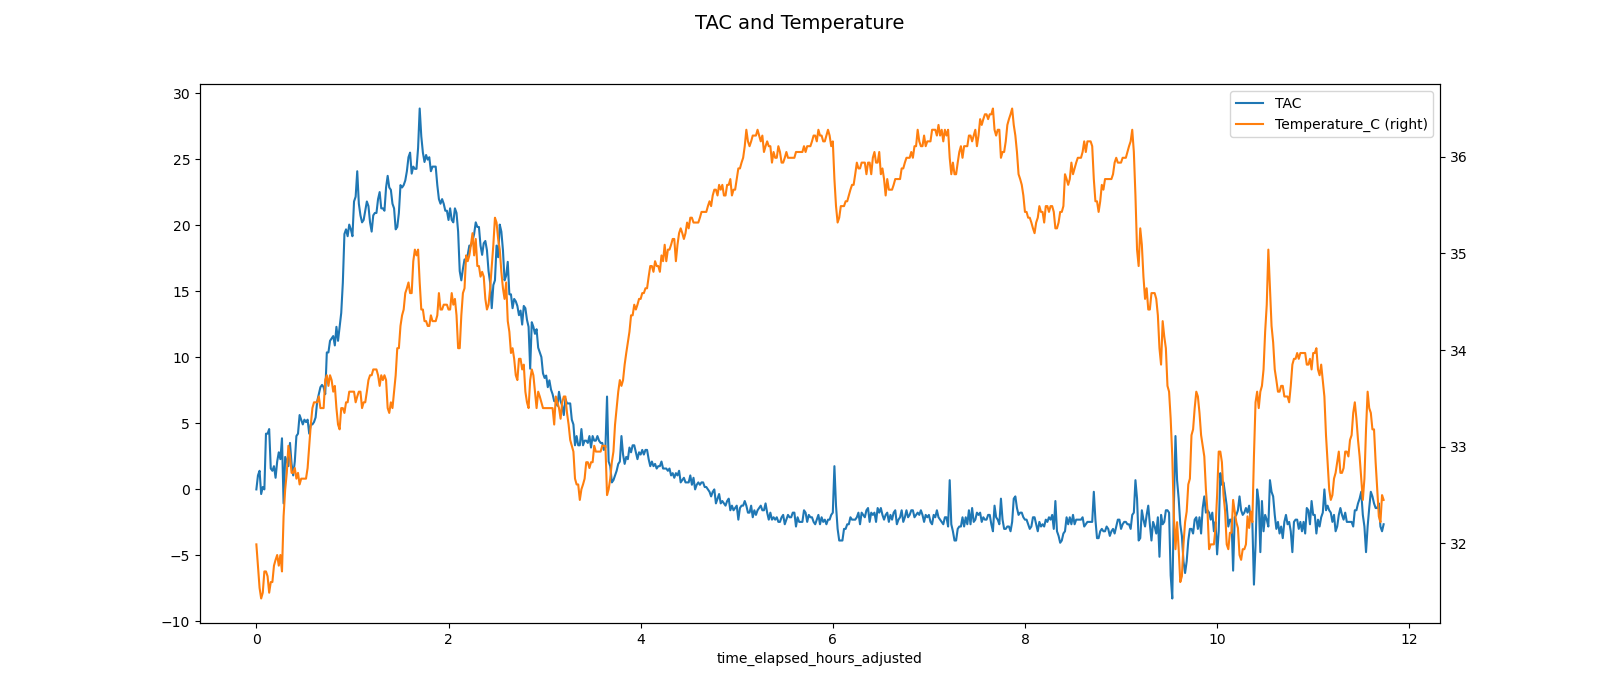 TAC and Temperature
TAC
Temperature_C (right)
30
25
20
15
10
5
0
−5
−10
36
35
34
33
32
0 2 4 6 8 10 12
time_elapsed_hours_adjusted